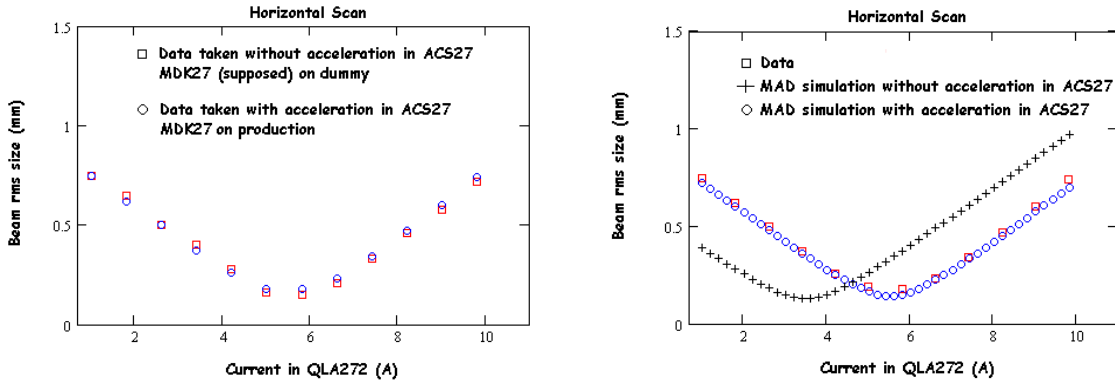 Horizontal Scan
1.5
1
0.5
0
Beam rms size (mm)
Data taken without acceleration in ACS27
MDK27 (supposed) on dummy
Data taken with acceleration in ACS27
MDK27 on production
2 4 6 8 10
Current in QLA272 (A)
Horizontal Scan
1.5
1
0.5
0
Beam rms size (mm)
Data
MAD simulation without acceleration in ACS27
MAD simulation with acceleration in ACS27
2 4 6 8 10
Current in QLA272 (A)